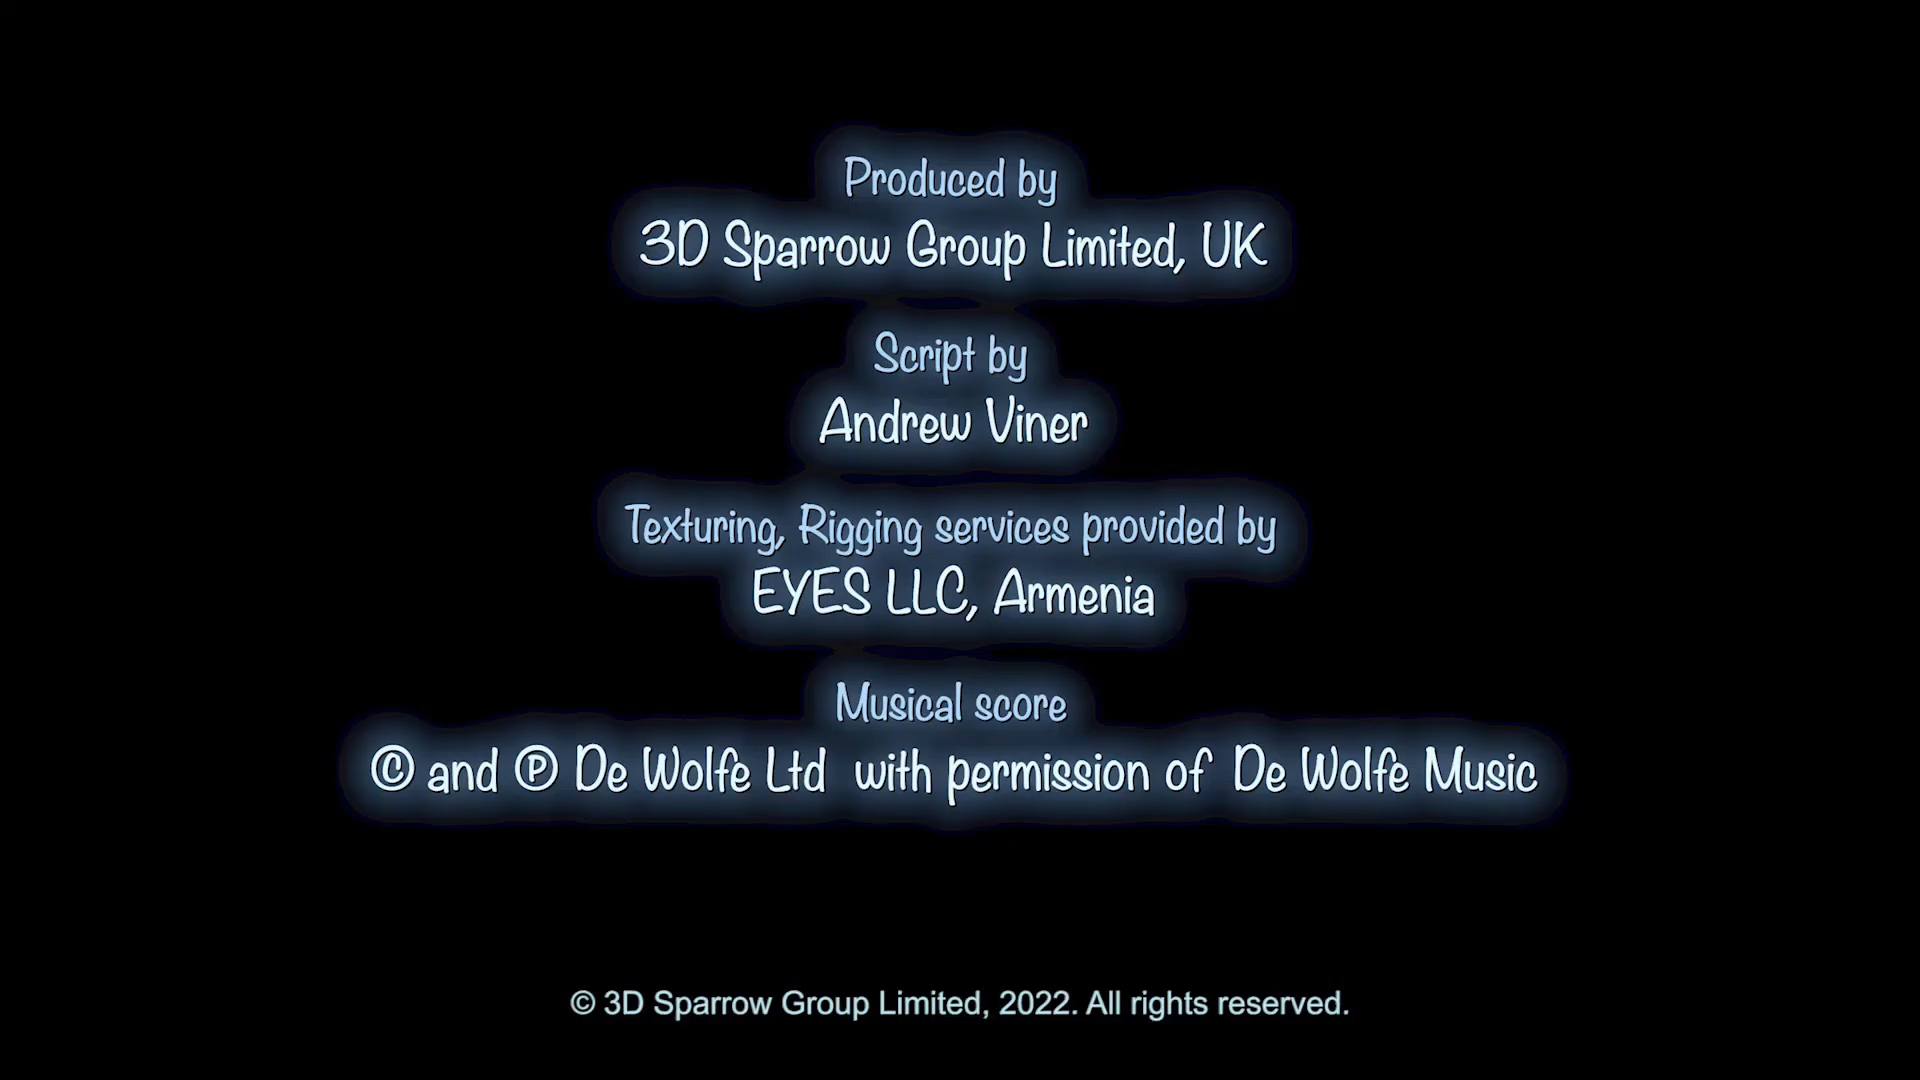 Produced by
3D Sparrow Group Limited, UK
Script by
Andrew Viner
Texturing, Rigging services provided by
EYES LLC, Armenia
Musical score
© and ℗ De Wolfe Ltd with permission of De Wolfe Music
© 3D Sparrow Group Limited, 2022. All rights reserved.